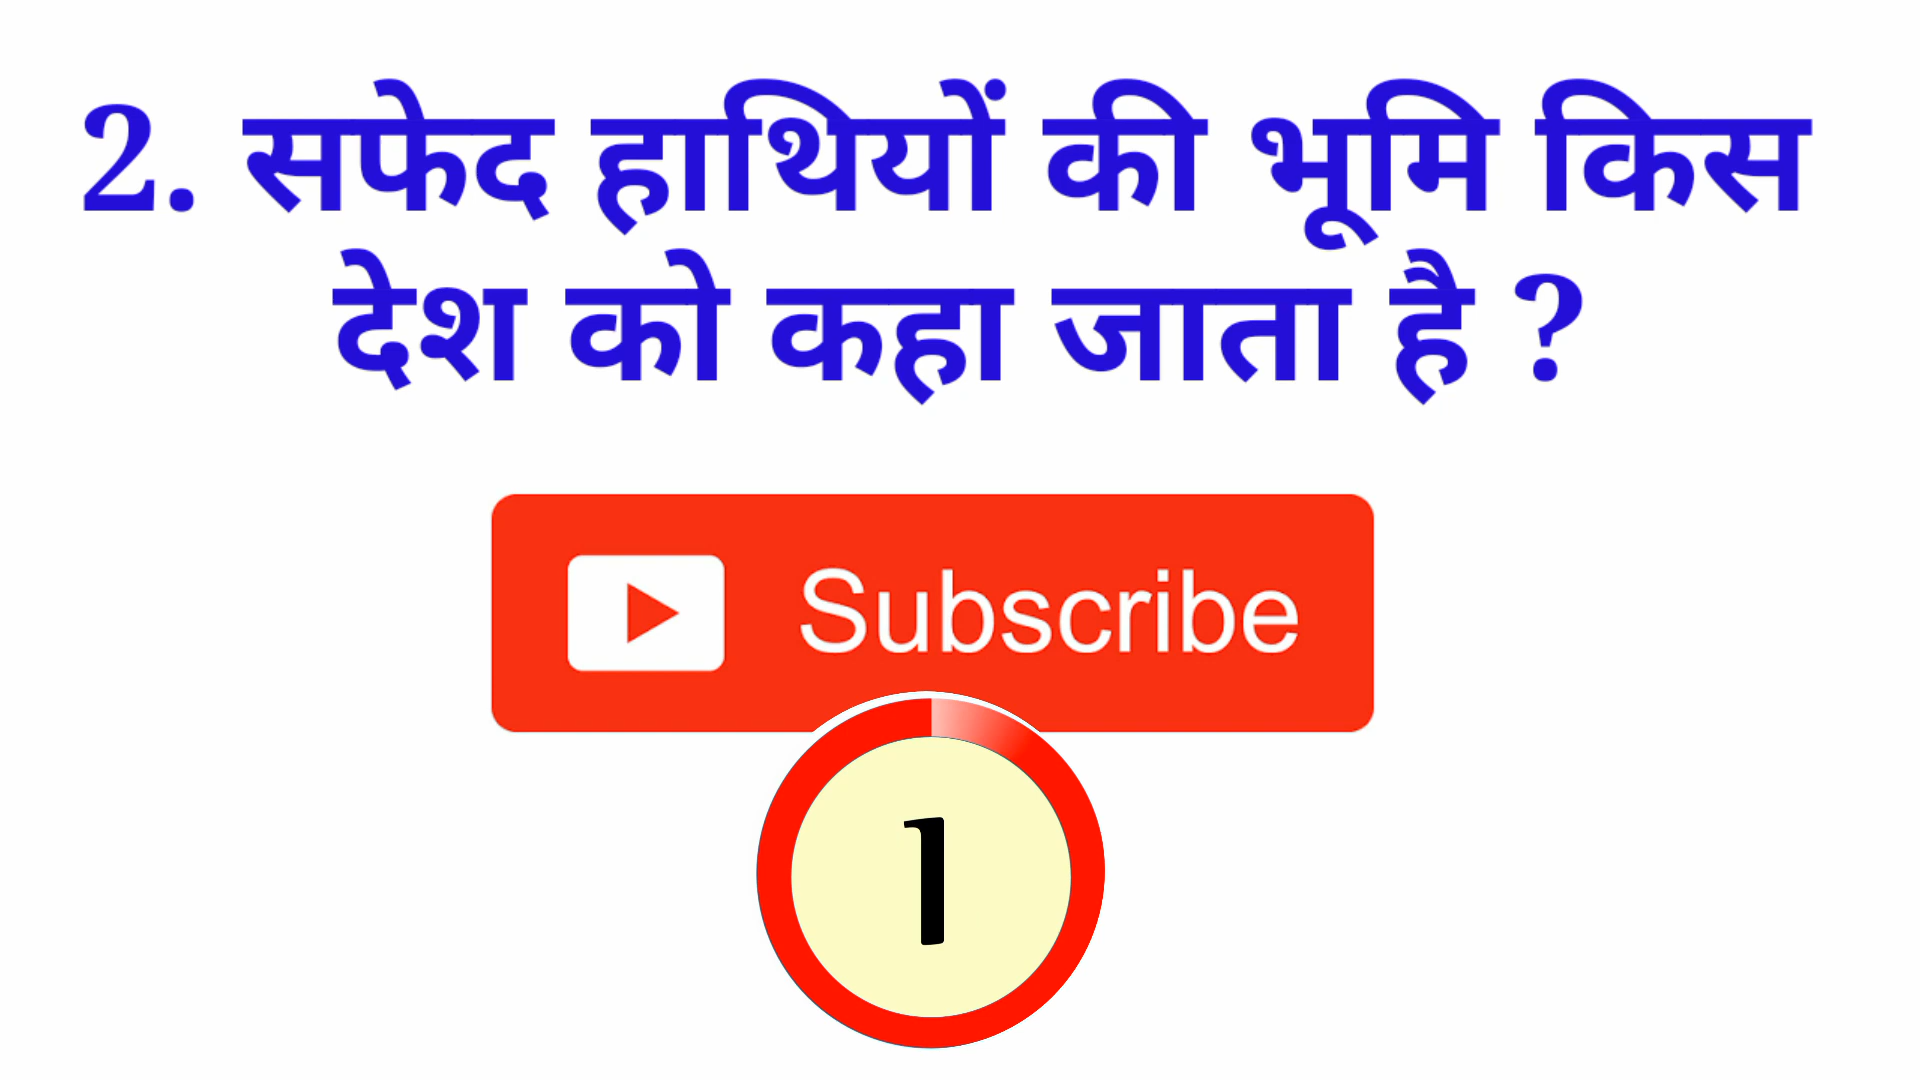 2. सफेद हाथियों की भूमि किस
देश को कहा जाता है ?
Subscribe
1